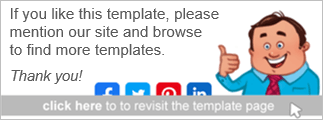 If you like this template, please
mention our site and browse
to find more templates.
Thank you!
click here to to revisit the template page